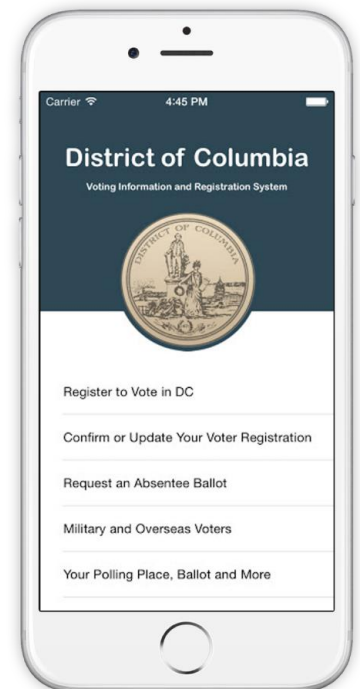 Carrier 4:45 PM
District of Columbia
Voting Information and Registration System
DISTRICT OF COLUMBIA
Register to Vote in DC
Confirm or Update Your Voter Registration
Request an Absentee Ballot
Military and Overseas Voters
Your Polling Place, Ballot and More